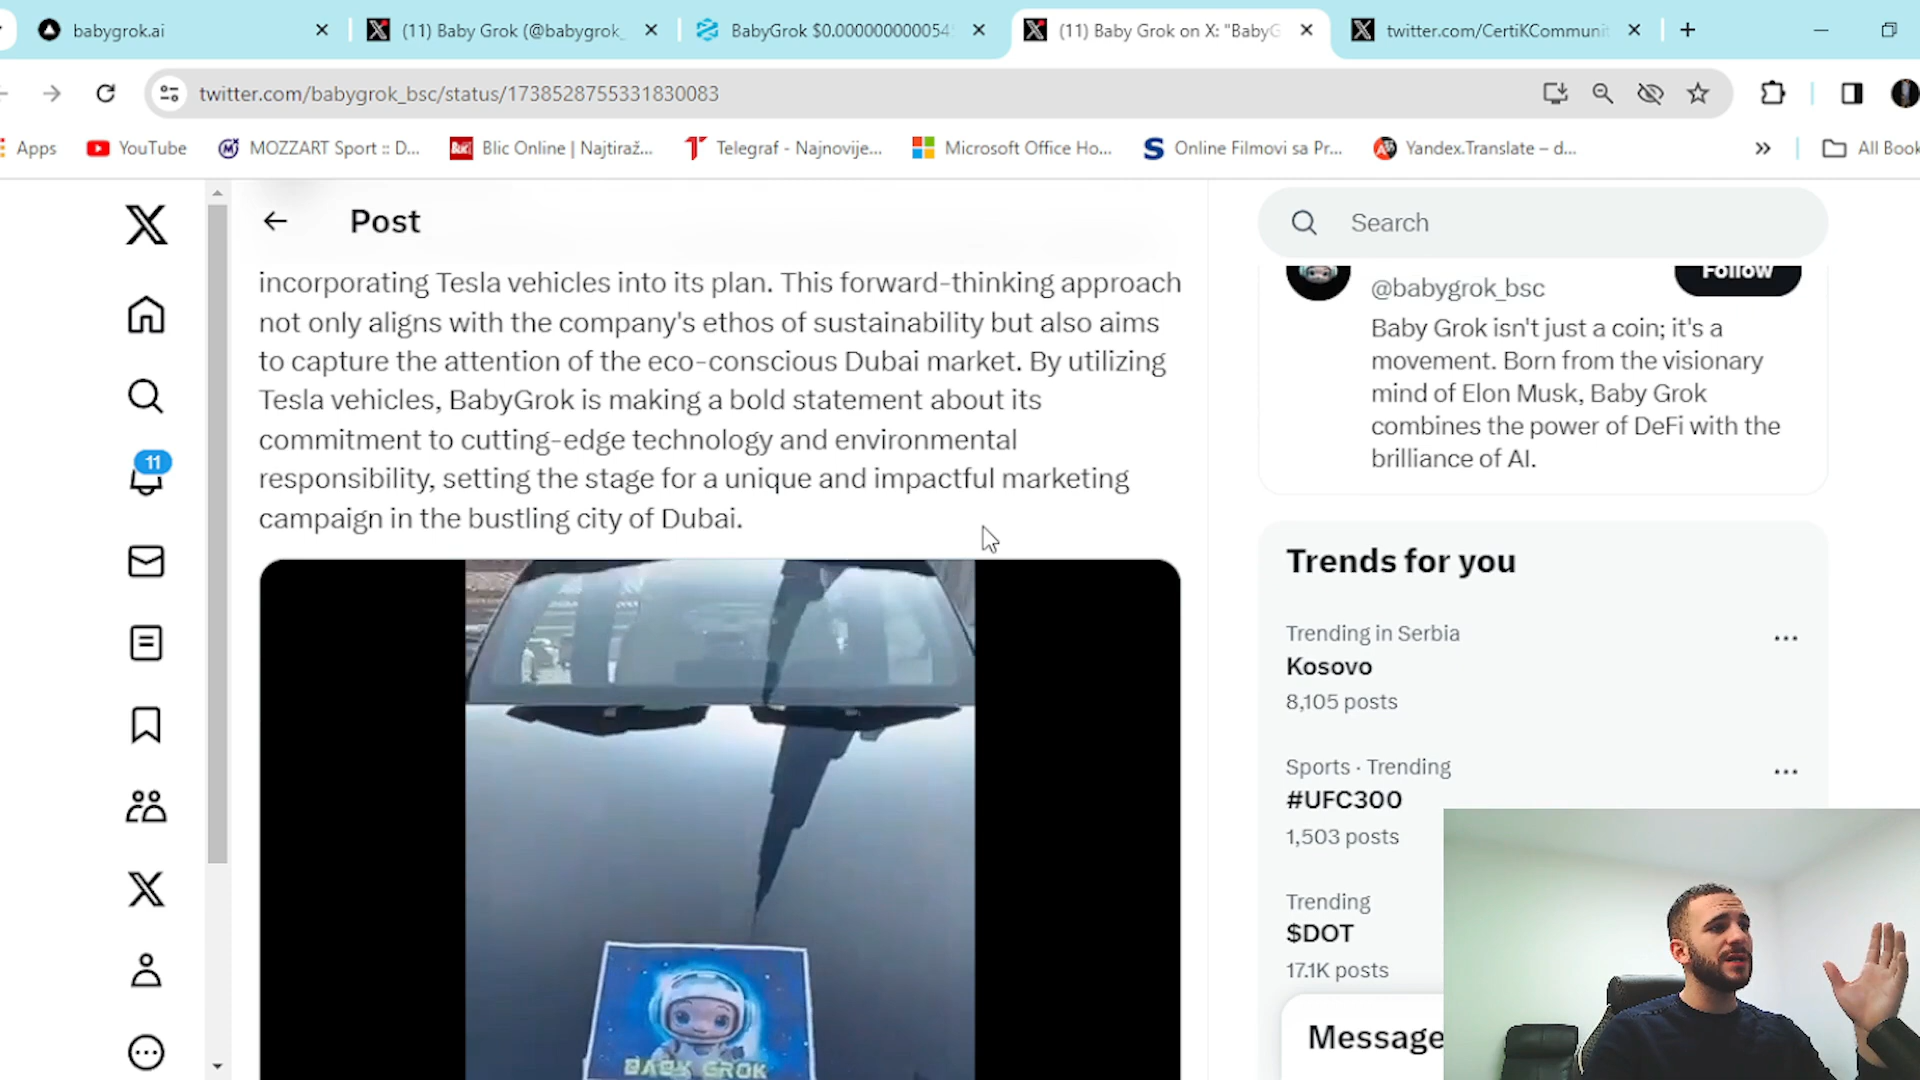 babygrok.ai
(11) Baby Grok (@babygrok_
BabyGrok $0.000000000054
(11) Baby Grok on X: "BabyG
twitter.com/CertiKCommuni
twitter.com/babygrok_bsc/status/1738528755331830083
Apps
YouTube
MOZZART Sport :: D...
Blic Online | Najtiraž...
Telegraf - Najnovije...
Microsoft Office Ho...
Online Filmovi sa Pr...
Yandex.Translate – d...
All Book
Post
Search
incorporating Tesla vehicles into its plan. This forward-thinking approach
not only aligns with the company's ethos of sustainability but also aims
to capture the attention of the eco-conscious Dubai market. By utilizing
Tesla vehicles, BabyGrok is making a bold statement about its
commitment to cutting-edge technology and environmental
responsibility, setting the stage for a unique and impactful marketing
campaign in the bustling city of Dubai.
11
BABY GROK
Follow
@babygrok_bsc
Baby Grok isn't just a coin; it's a
movement. Born from the visionary
mind of Elon Musk, Baby Grok
combines the power of DeFi with the
brilliance of AI.
Trends for you
Trending in Serbia
Kosovo
8,105 posts
Sports · Trending
#UFC300
1,503 posts
Trending
$DOT
17.1K posts
Message